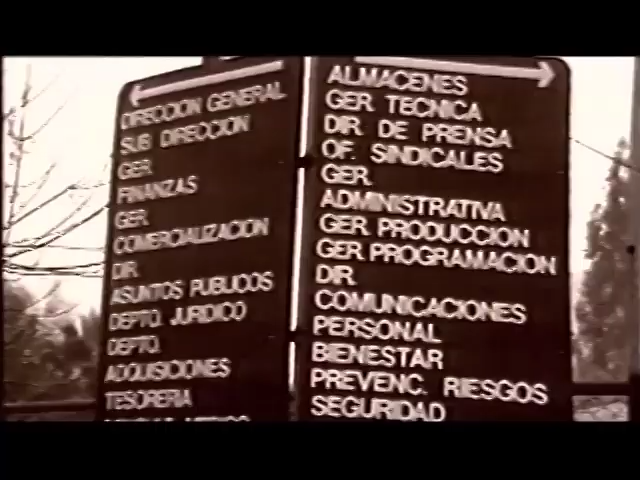 DIRECCION GENERAL
SUB DIRECCION
GER.
FINANZAS
GER.
COMERCIALIZACION
DIR.
ASUNTOS PUBLICOS
DEPTO. JURIDICO
DEPTO.
ADQUISICIONES
TESORERIA
ALMACENES
GER. TECNICA
DIR. DE PRENSA
OF. SINDICALES
GER.
ADMINISTRATIVA
GER. PRODUCCION
GER. PROGRAMACION
DIR.
COMUNICACIONES
PERSONAL
BIENESTAR
PREVENC. RIESGOS
SEGURIDAD